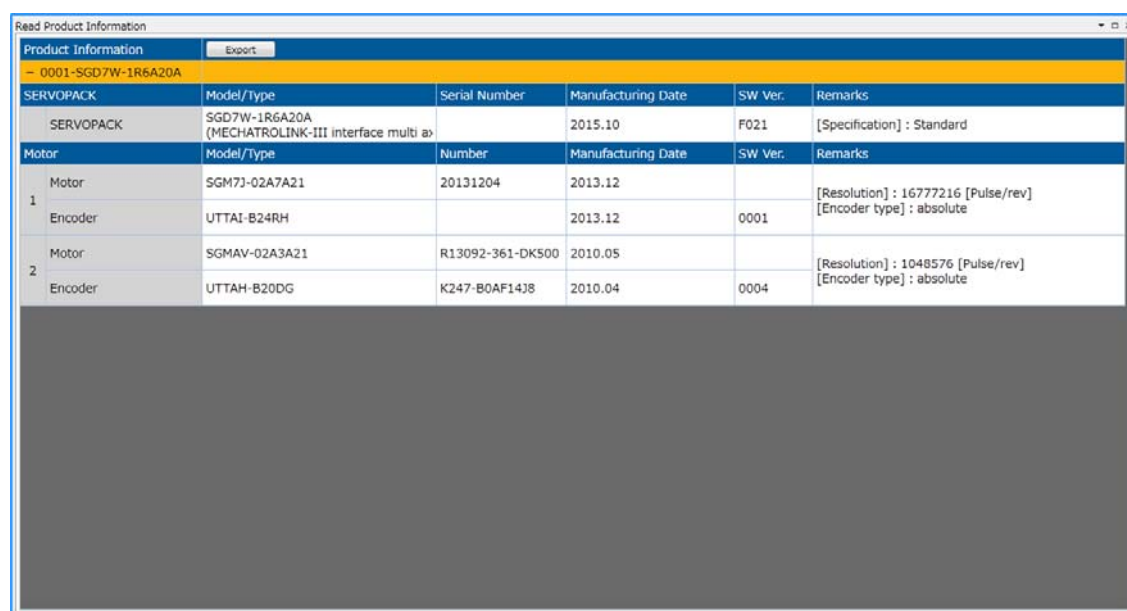 Read Product Information
Product Information Export
− 0001-SGD7W-1R6A20A
SERVOPACK Model/Type Serial Number Manufacturing Date SW Ver. Remarks
SERVOPACK SGD7W-1R6A20A 2015.10 F021 [Specification] : Standard
(MECHATROLINK-III interface multi
Motor Model/Type Number Manufacturing Date SW Ver. Remarks
1 Motor SGM7J-02A7A21 20131204 2013.12 [Resolution] : 16777216 [Pulse/rev]
Encoder UTTAI-B24RH 2013.12 0001 [Encoder type] : absolute
2 Motor SGMAV-02A3A21 R13092-361-DK500 2010.05 [Resolution] : 1048576 [Pulse/rev]
Encoder UTTAH-B20DG K247-B0AF14J8 2010.04 0004 [Encoder type] : absolute